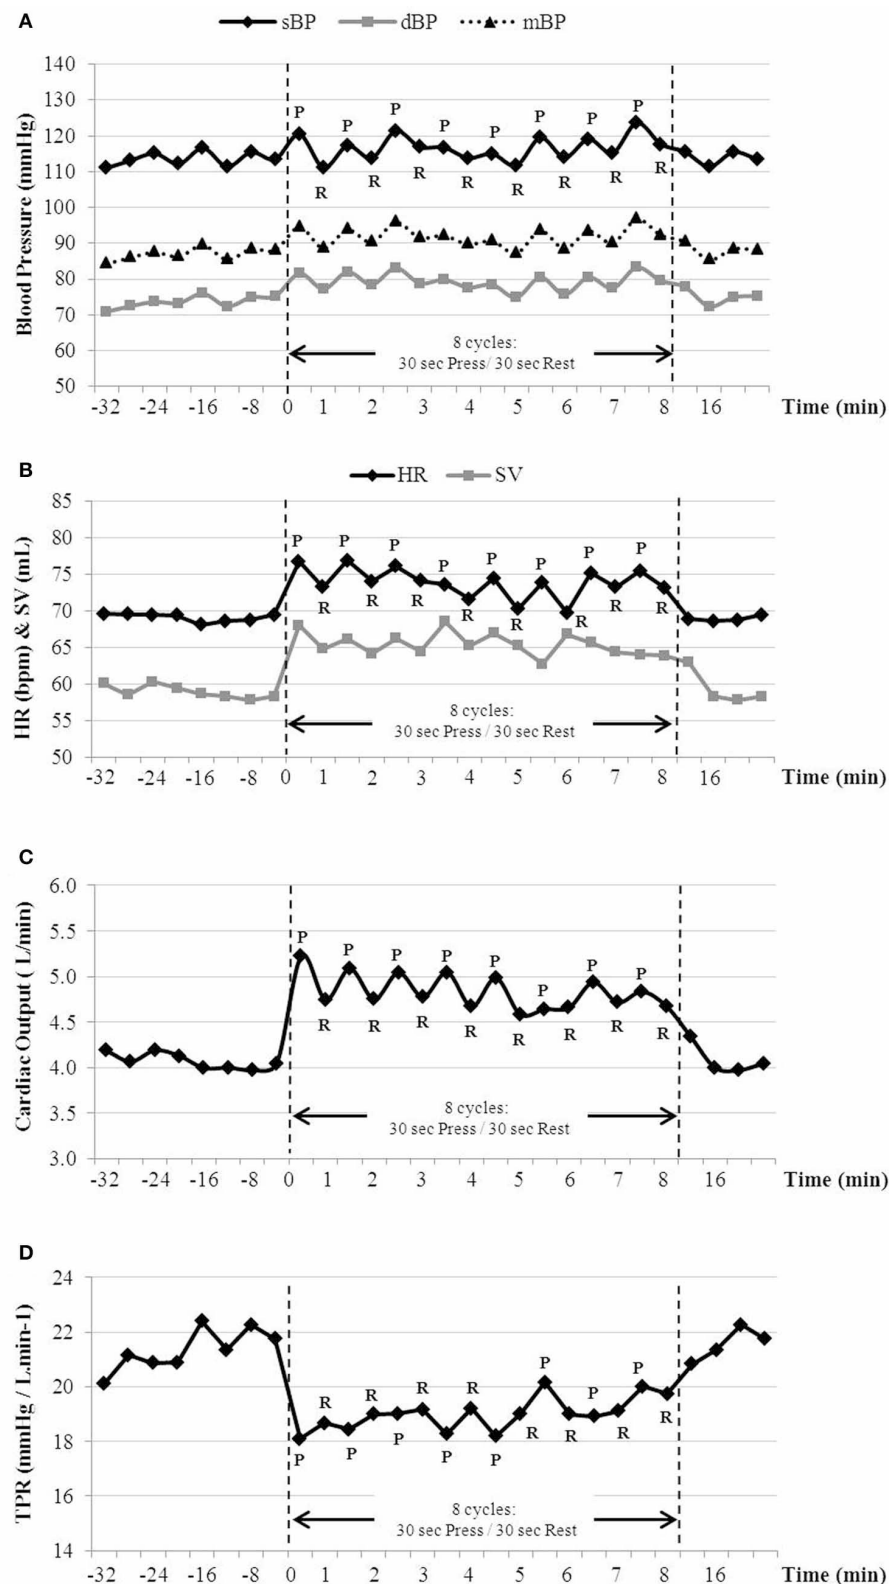 A
sBP dBP mBP
Blood Pressure (mmHg)
140
130
120
110
100
90
80
70
60
50
P P P P P P P P
R R R R R R R R
8 cycles:
30 sec Press/ 30 sec Rest
-32 -24 -16 -8 0 1 2 3 4 5 6 7 8 16 Time (min)
B
HR SV
HR (bpm) & SV (mL)
85
80
75
70
65
60
55
50
P P P P P P P P
R R R R R R R R
8 cycles:
30 sec Press / 30 sec Rest
-32 -24 -16 -8 0 1 2 3 4 5 6 7 8 16 Time (min)
C
Cardiac Output ( L/min)
6.0
5.5
5.0
4.5
4.0
3.5
3.0
P P P P P P P P
R R R R R R R R
8 cycles:
30 sec Press / 30 sec Rest
-32 -24 -16 -8 0 1 2 3 4 5 6 7 8 16 Time (min)
D
TPR (mmHg / L.min-1)
24
22
20
18
16
14
R R R R P P P
P P P P P R R R R
8 cycles:
30 sec Press / 30 sec Rest
-32 -24 -16 -8 0 1 2 3 4 5 6 7 8 16 Time (min)